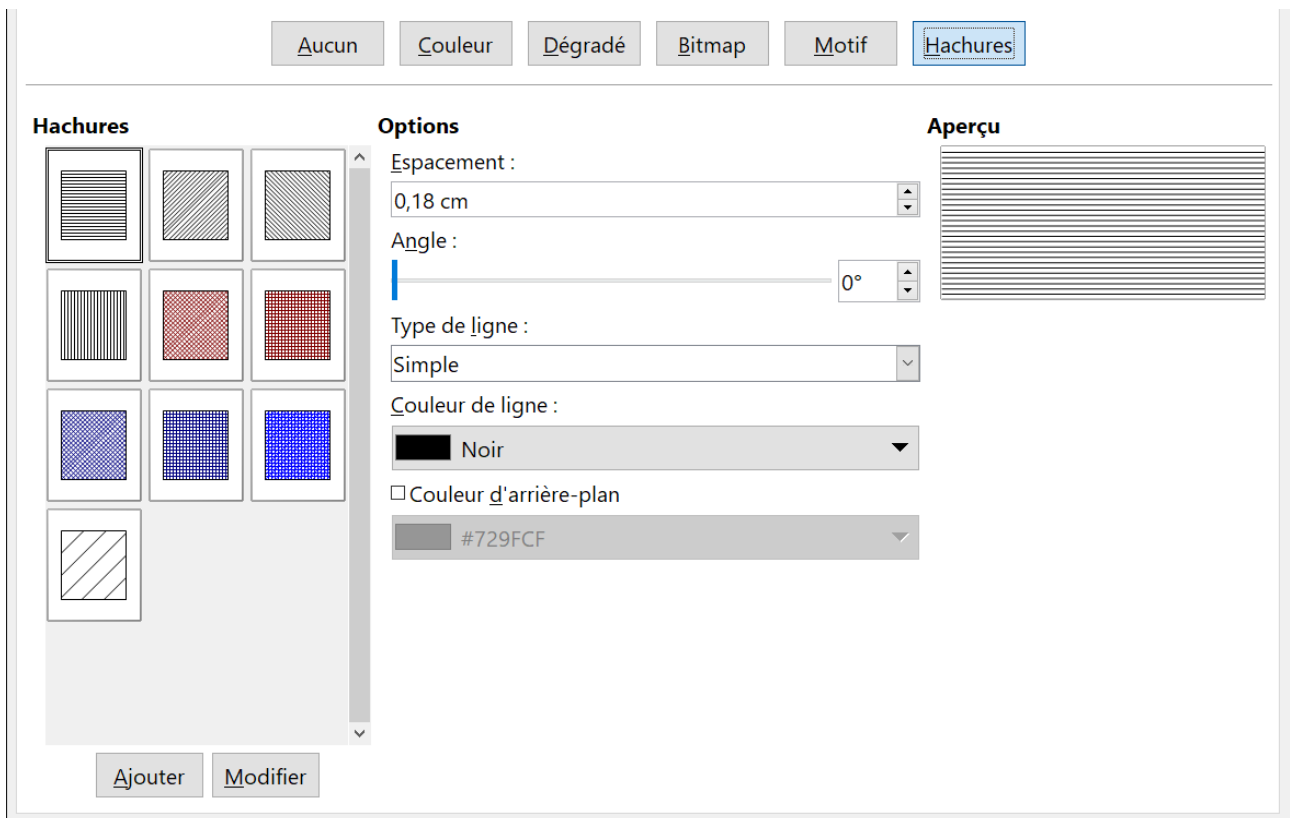 Aucun Couleur Dégradé Bitmap Motif Hachures
Hachures Options Aperçu
Espacement :
0,18 cm
Angle :
0°
Type de ligne :
Simple
Couleur de ligne :
Noir
Couleur d'arrière-plan
#729FCF
Ajouter Modifier